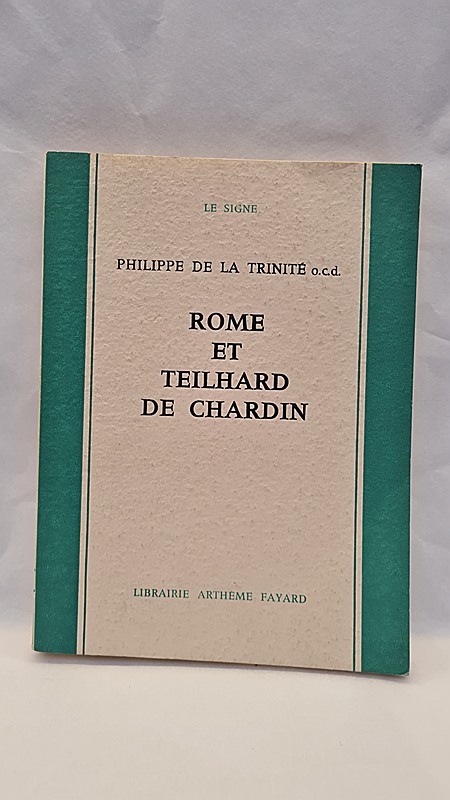 LE SIGNE
PHILIPPE DE LA TRINITÉ o.c.d.
ROME
ET
TEILHARD
DE CHARDIN
LIBRAIRIE ARTHÈME FAYARD